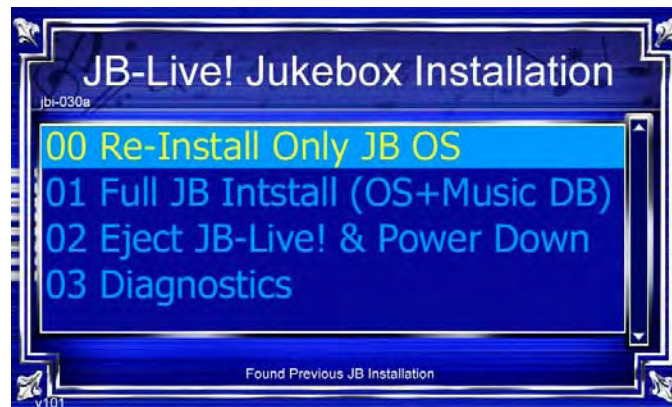 JB-Live! Jukebox Installation
jbi-030a
00 Re-Install Only JB OS
01 Full JB Intstall (OS+Music DB)
02 Eject JB-Live! & Power Down
03 Diagnostics
Found Previous JB Installation
v101